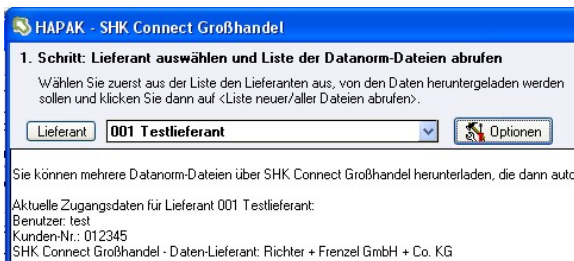 HAPAK - SHK Connect Großhandel
1. Schritt: Lieferant auswählen und Liste der Datanorm-Dateien abrufen
Wählen Sie zuerst aus der Liste den Lieferanten aus, von den Daten heruntergeladen werden
sollen und klicken Sie dann auf <Liste neuer/aller Dateien abrufen>.
Lieferant 001 Testlieferant Optionen
Sie können mehrere Datanorm-Dateien über SHK Connect Großhandel herunterladen, die dann auto
Aktuelle Zugangsdaten für Lieferant 001 Testlieferant:
Benutzer: test
Kunden-Nr.: 012345
SHK Connect Großhandel - Daten-Lieferant: Richter + Frenzel GmbH + Co. KG